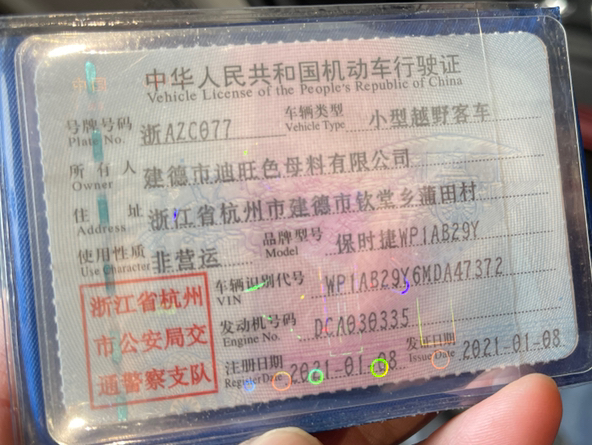 中华人民共和国机动车行驶证
Vehicle License of the People's Republic of China
号牌号码 浙AZC077 车辆类型 小型越野客车
Plate No. Vehicle Type
所有人 建德市迪旺色母料有限公司
Owner
住址 浙江省杭州市建德市钦堂乡蒲田村
Address
使用性质 非营运 品牌型号 保时捷WP1AB29Y
Use Character Model
浙江省杭州
市公安局交
通警察支队
车辆识别代号 WP1AB29Y6MDA47372
VIN
发动机号码 DCA030335
Engine No.
注册日期 2021-01-08 发证日期 2021-01-08
Register Date Issue Date